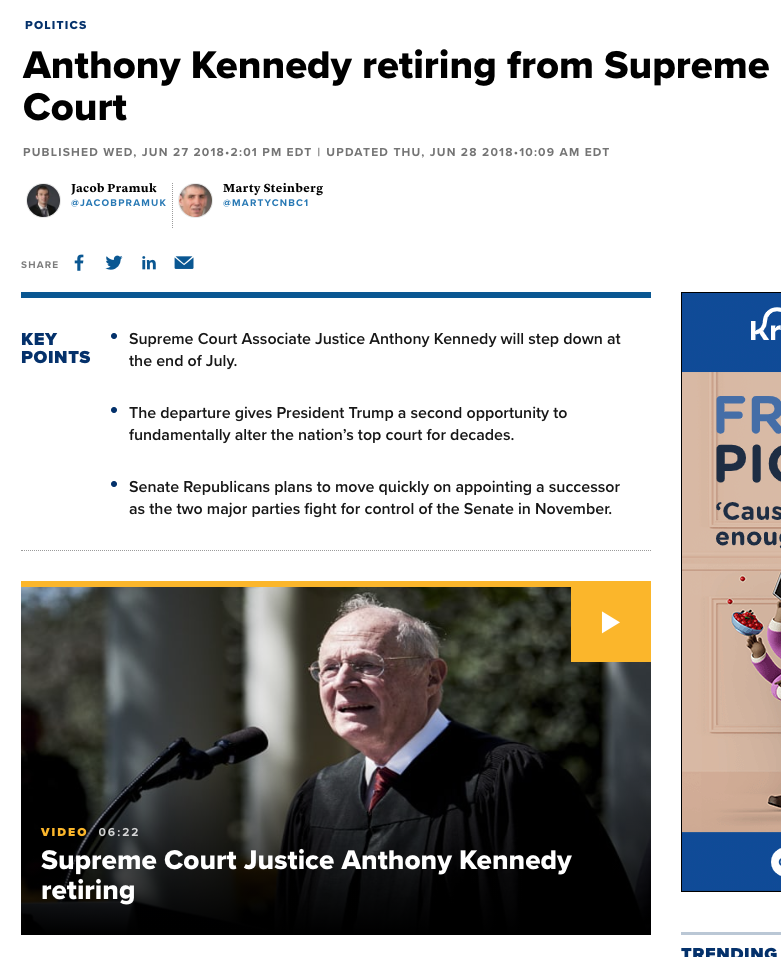 POLITICS
Anthony Kennedy retiring from Supreme
Court
PUBLISHED WED, JUN 27 2018•2:01 PM EDT | UPDATED THU, JUN 28 2018•10:09 AM EDT
Jacob Pramuk
@JACOBPRAMUK
Marty Steinberg
@MARTYCNBC1
SHARE
KEY
POINTS
• Supreme Court Associate Justice Anthony Kennedy will step down at
the end of July.
• The departure gives President Trump a second opportunity to
fundamentally alter the nation’s top court for decades.
• Senate Republicans plans to move quickly on appointing a successor
as the two major parties fight for control of the Senate in November.
VIDEO 06:22
Supreme Court Justice Anthony Kennedy
retiring
TRENDING